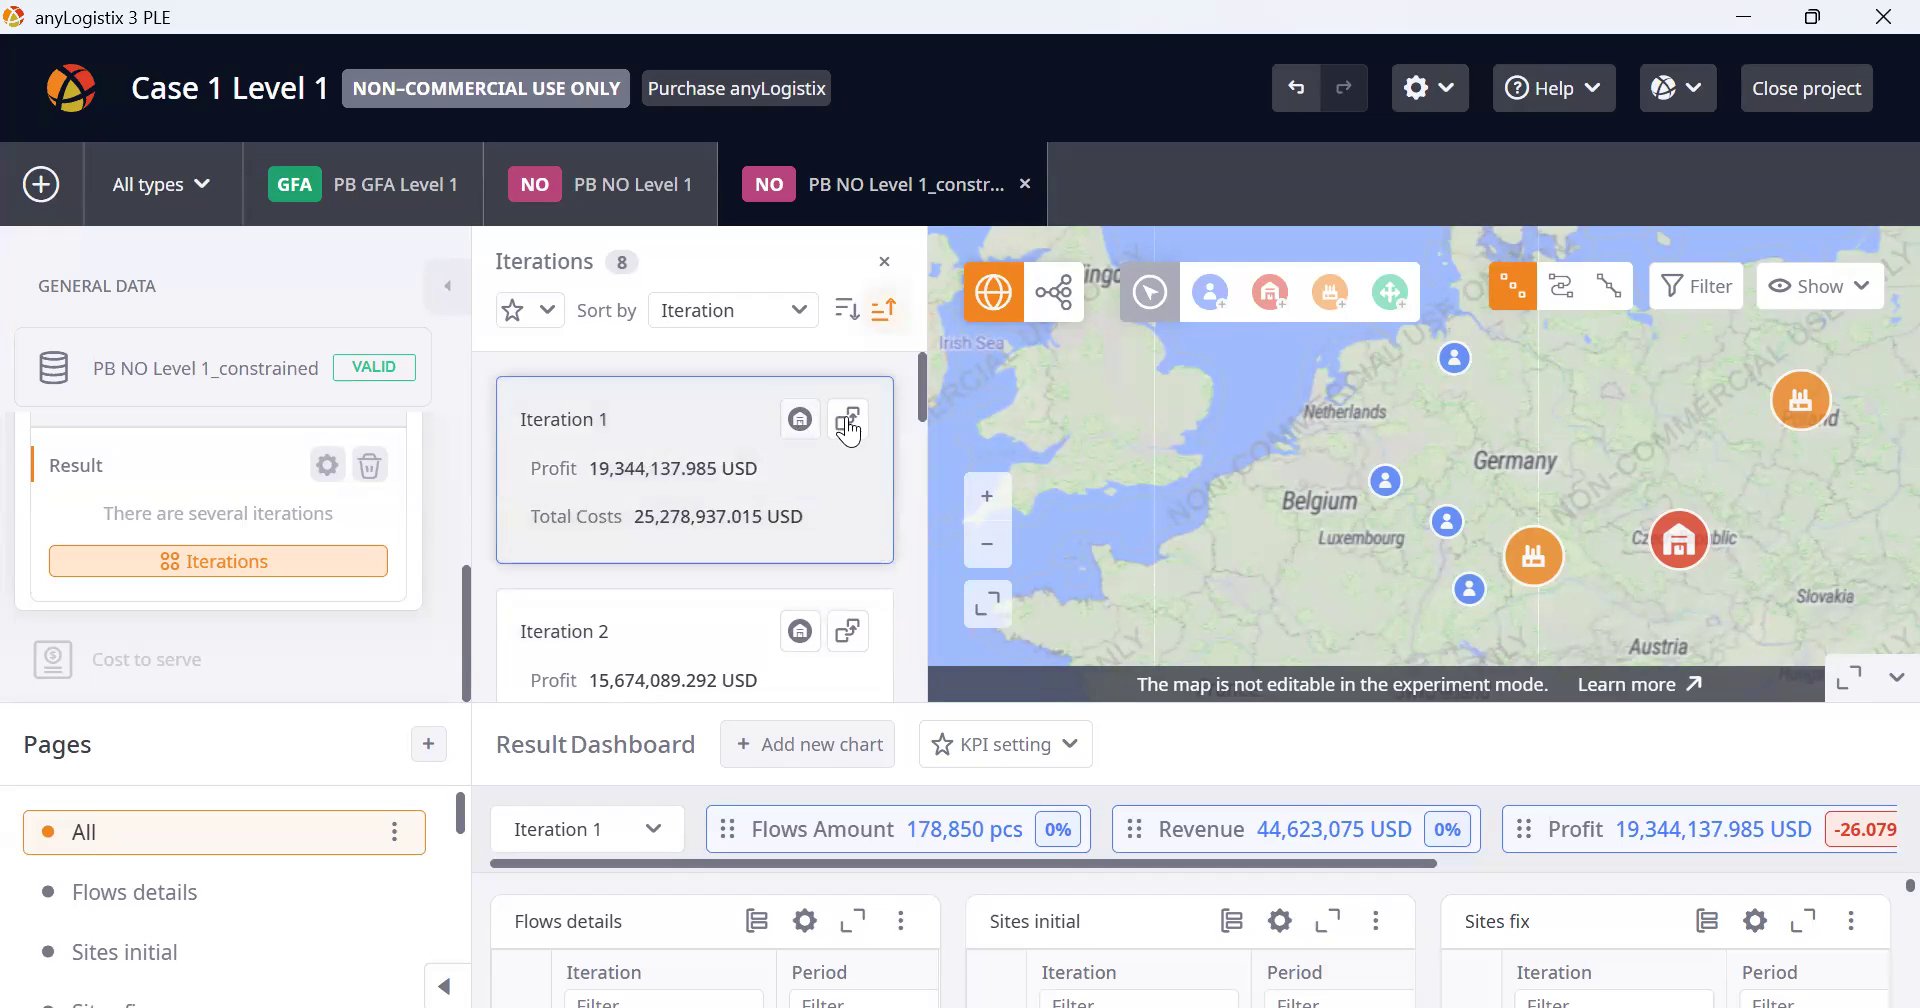 anyLogistix 3 PLE
Case 1 Level 1
NON-COMMERCIAL USE ONLY
Purchase anyLogistix
Help
Close project
All types
GFA PB GFA Level 1
NO PB NO Level 1
NO PB NO Level 1_constr...
GENERAL DATA
PB NO Level 1_constrained
VALID
Result
There are several iterations
Iterations
Cost to serve
Iterations 8
Sort by
Iteration
Iteration 1
Profit 19,344,137.985 USD
Total Costs 25,278,937.015 USD
Iteration 2
Profit 15,674,089.292 USD
Filter
Show
Irish Sea
Netherlands
Germany
Belgium
Luxembourg
Slovakia
Austria
The map is not editable in the experiment mode. Learn more
Pages
All
Flows details
Sites initial
Result Dashboard
Add new chart
KPI setting
Iteration 1
Flows Amount 178,850 pcs 0%
Revenue 44,623,075 USD 0%
Profit 19,344,137.985 USD -26.079
Flows details
Sites initial
Sites fix
Iteration Period
Iteration Period
Iteration Period
Filter Filter
Filter Filter
Filter Filter